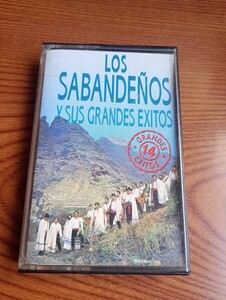 LOS
SABANDEÑOS
Y SUS GRANDES EXITOS
GRANDES
14
EXITOS